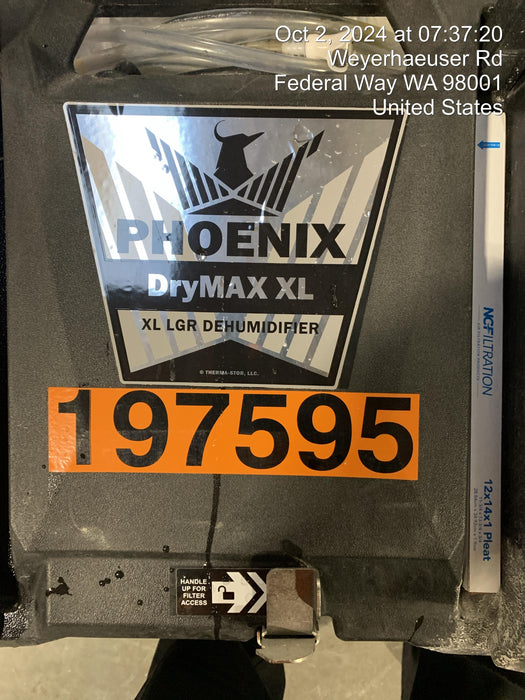 Oct 2, 2024 at 07:37:20
Weyerhaeuser Rd
Federal Way WA 98001
United States
PHOENIX
DryMAX XL
XL LGR DEHUMIDIFIER
© THERMA-STOR, LLC.
197595
HANDLE
UP FOR
FILTER
ACCESS
NGFILTRATION
12x14x1 Pleat